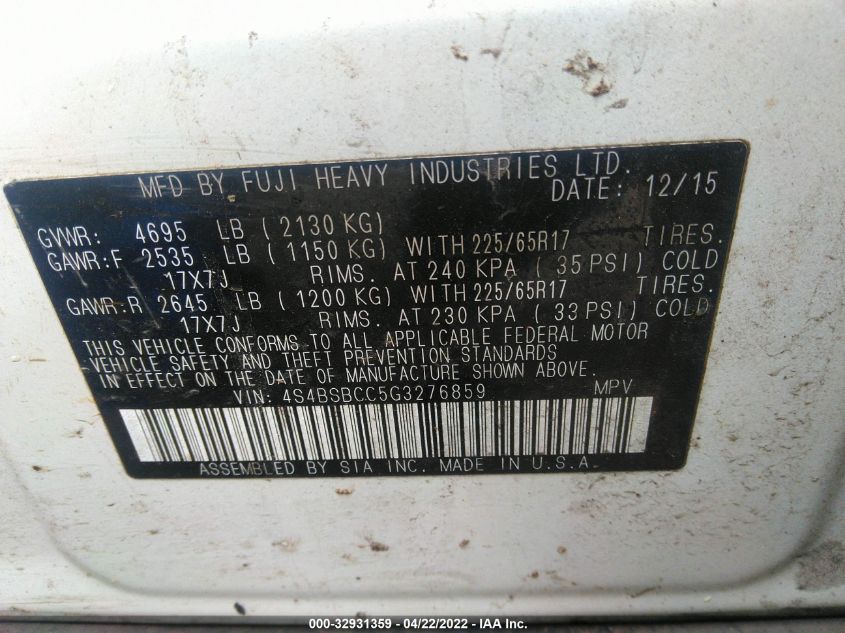 MFD BY FUJI HEAVY INDUSTRIES LTD.
DATE: 12/15
GVWR: 4695 LB ( 2130 KG)
GAWR:F 2535 LB ( 1150 KG) WITH 225/65R17 TIRES.
17X7J RIMS. AT 240 KPA ( 35 PSI) COLD
GAWR:R 2645 LB ( 1200 KG) WITH 225/65R17 TIRES.
17X7J RIMS. AT 230 KPA ( 33 PSI) COLD
THIS VEHICLE CONFORMS TO ALL APPLICABLE FEDERAL MOTOR
VEHICLE SAFETY AND THEFT PREVENTION STANDARDS
IN EFFECT ON THE DATE OF MANUFACTURE SHOWN ABOVE.
VIN: 4S4BSBCC5G3276859 MPV
ASSEMBLED BY SIA INC. MADE IN U.S.A.
000-32931359 - 04/22/2022 - IAA Inc.